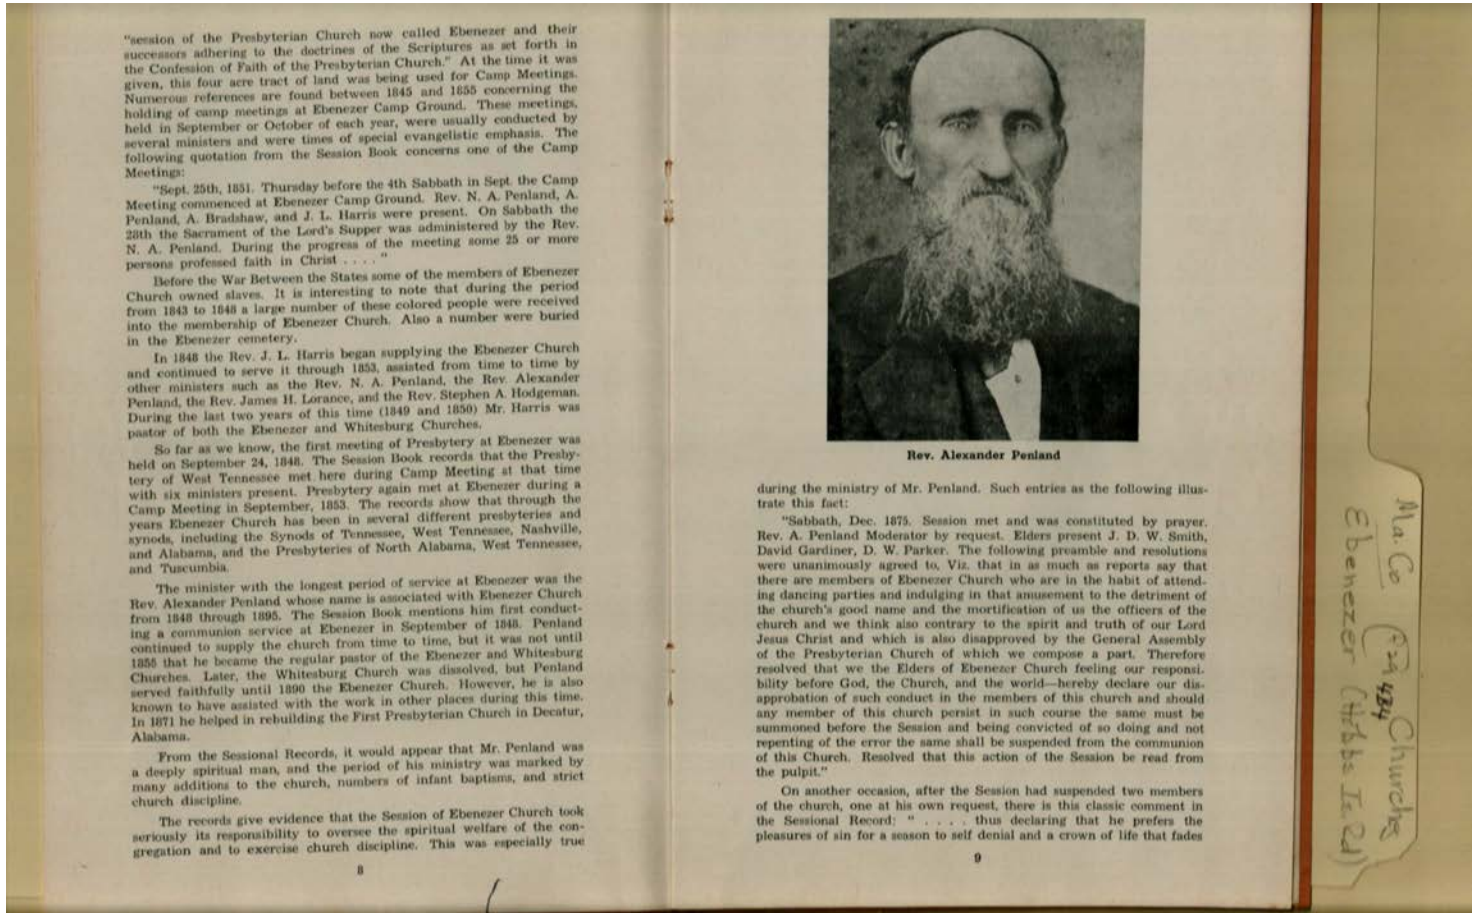 "session of the Presbyterian Church now called Ebenezer and their
successors adhering to the doctrines of the Scriptures as set forth in
the Confession of Faith of the Presbyterian Church." At the time it was
given, this four acre tract of land was being used for Camp Meetings.
Numerous references are found between 1845 and 1855 concerning the
holding of camp meetings at Ebenezer Camp Ground. These meetings,
held in September or October of each year, were usually conducted by
several ministers and were times of special evangelistic emphasis. The
following quotation from the Session Book concerns one of the Camp
Meetings:
"Sept. 25th, 1851. Thursday before the 4th Sabbath in Sept. the Camp
Meeting commenced at Ebenezer Camp Ground. Rev. N. A. Penland, A.
Penland, A. Bradshaw, and J. L. Harris were present. On Sabbath the
28th the Sacrament of the Lord's Supper was administered by the Rev.
N. A. Penland. During the progress of the meeting some 25 or more
persons professed faith in Christ . . . . "
Before the War Between the States some of the members of Ebenezer
Church owned slaves. It is interesting to note that during the period
from 1843 to 1848 a large number of these colored people were received
into the membership of Ebenezer Church. Also a number were buried
in the Ebenezer cemetery.
In 1848 the Rev. J. L. Harris began supplying the Ebenezer Church
and continued to serve it through 1853, assisted from time to time by
other ministers such as the Rev. N. A. Penland, the Rev. Alexander
Penland, the Rev. James H. Lorance, and the Rev. Stephen A. Hodgeman.
During the last two years of this time (1849 and 1850) Mr. Harris was
pastor of both the Ebenezer and Whitesburg Churches.
So far as we know, the first meeting of Presbytery at Ebenezer was
held on September 24, 1848. The Session Book records that the Presby-
tery of West Tennessee met here during Camp Meeting at that time
with six ministers present. Presbytery again met at Ebenezer during a
Camp Meeting in September, 1853. The records show that through the
years Ebenezer Church has been in several different presbyteries and
synods, including the Synods of Tennessee, West Tennessee, Nashville,
and Alabama, and the Presbyteries of North Alabama, West Tennessee,
and Tuscumbia.
The minister with the longest period of service at Ebenezer was the
Rev. Alexander Penland whose name is associated with Ebenezer Church
from 1848 through 1895. The Session Book mentions him first conduct-
ing a communion service at Ebenezer in September of 1848. Penland
continued to supply the church from time to time, but it was not until
1855 that he became the regular pastor of the Ebenezer and Whitesburg
Churches. Later, the Whitesburg Church was dissolved, but Penland
served faithfully until 1890 the Ebenezer Church. However, he is also
known to have assisted with the work in other places during this time.
In 1871 he helped in rebuilding the First Presbyterian Church in Decatur,
Alabama.
From the Sessional Records, it would appear that Mr. Penland was
a deeply spiritual man, and the period of his ministry was marked by
many additions to the church, numbers of infant baptisms, and strict
church discipline.
The records give evidence that the Session of Ebenezer Church took
seriously its responsibility to oversee the spiritual welfare of the con-
gregation and to exercise church discipline. This was especially true
8
Rev. Alexander Penland
during the ministry of Mr. Penland. Such entries as the following illus-
trate this fact:
"Sabbath, Dec. 1875. Session met and was constituted by prayer.
Rev. A. Penland Moderator by request. Elders present J. D. W. Smith,
David Gardiner, D. W. Parker. The following preamble and resolutions
were unanimously agreed to, Viz. that in as much as reports say that
there are members of Ebenezer Church who are in the habit of attend-
ing dancing parties and indulging in that amusement to the detriment of
the church's good name and the mortification of us the officers of the
church and we think also contrary to the spirit and truth of our Lord
Jesus Christ and which is also disapproved by the General Assembly
of the Presbyterian Church of which we compose a part. Therefore
resolved that we the Elders of Ebenezer Church feeling our responsi-
bility before God, the Church, and the world—hereby declare our dis-
approbation of such conduct in the members of this church and should
any member of this church persist in such course the same must be
summoned before the Session and being convicted of so doing and not
repenting of the error the same shall be suspended from the communion
of this Church. Resolved that this action of the Session be read from
the pulpit."
On another occasion, after the Session had suspended two members
of the church, one at his own request, there is this classic comment in
the Sessional Record: " . . . . thus declaring that he prefers the
pleasures of sin for a season to self denial and a crown of life that fades
9
Ma. Co. Churches
484
Ebenezer (Hobbs Is. Rd)